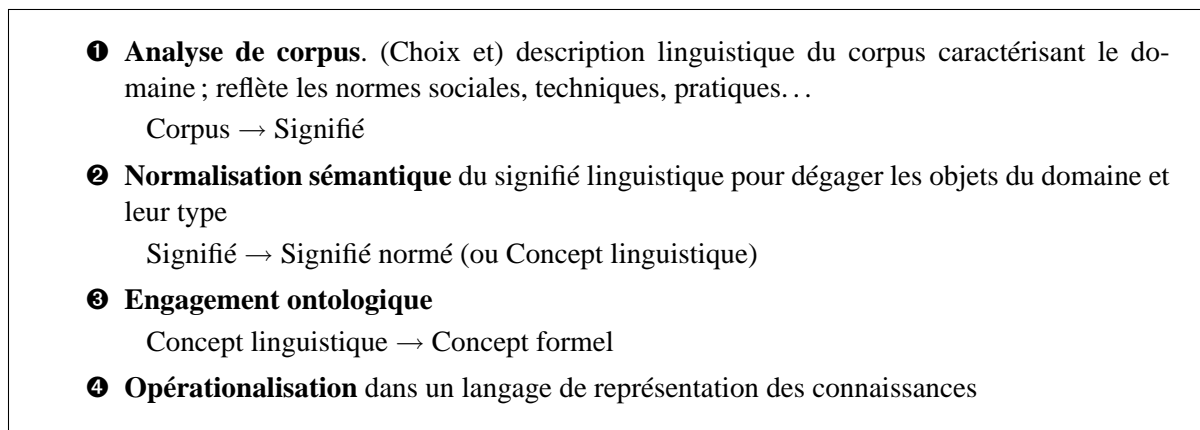 ❶ Analyse de corpus. (Choix et) description linguistique du corpus caractérisant le do-
maine ; reflète les normes sociales, techniques, pratiques…
Corpus → Signifié
❷ Normalisation sémantique du signifié linguistique pour dégager les objets du domaine et
leur type
Signifié → Signifié normé (ou Concept linguistique)
❸ Engagement ontologique
Concept linguistique → Concept formel
❹ Opérationalisation dans un langage de représentation des connaissances